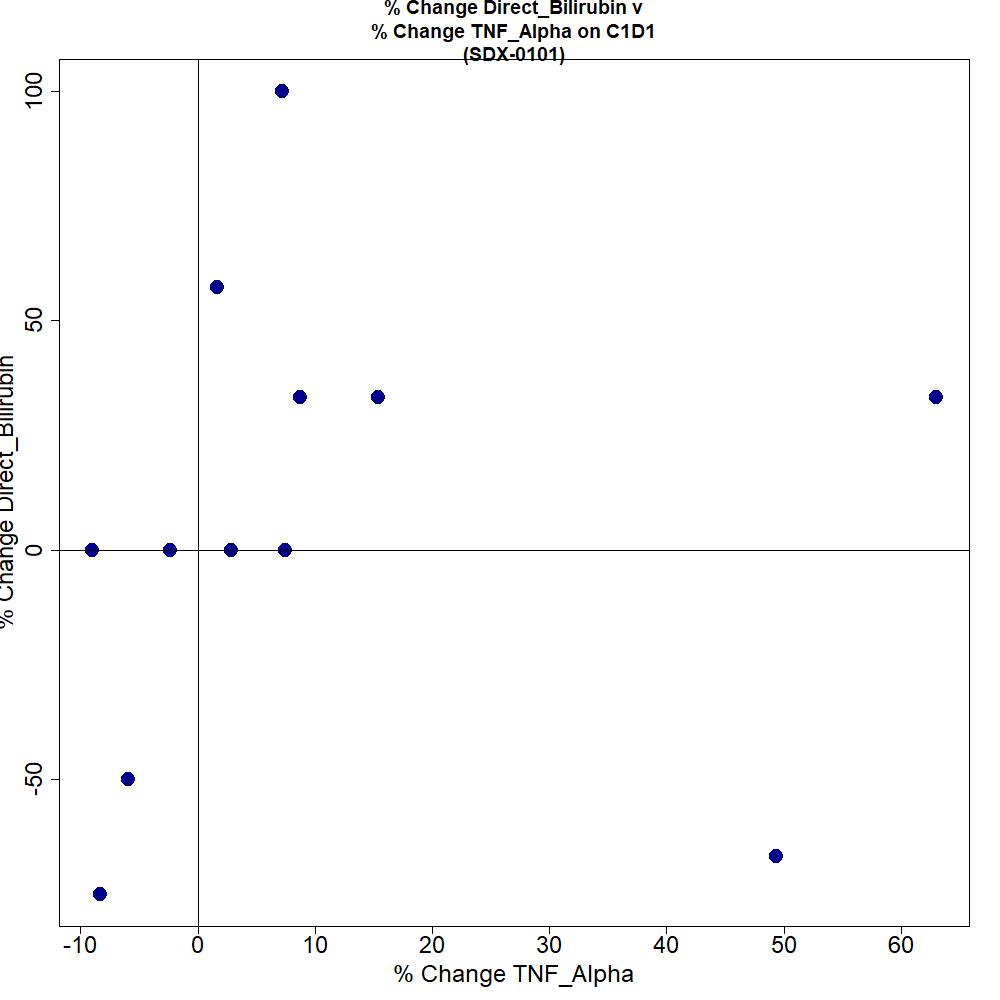 % Change Direct_Bilirubin v
% Change TNF_Alpha on C1D1
(SDX-0101)
100
50
0
-50
% Change Direct_Bilirubin
-10 0 10 20 30 40 50 60
% Change TNF_Alpha